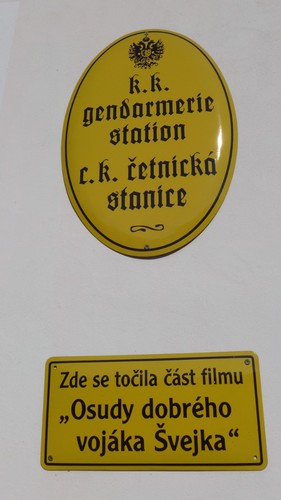 k.k.
gendarmerie
station
c.k. četnická
stanice
Zde se točila část filmu
„Osudy dobrého
vojáka Švejka“